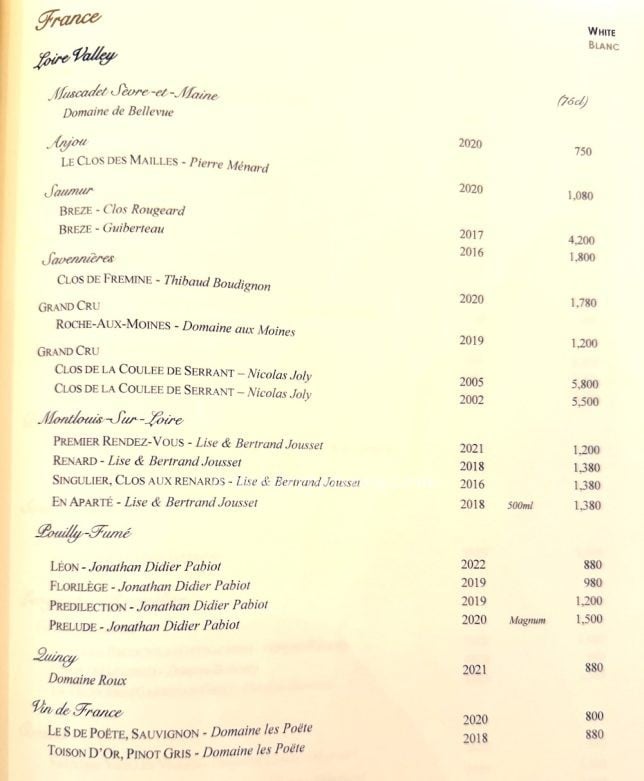 France
WHITE
BLANC
Loire Valley
(75cl)
Muscadet Sèvre-et-Maine
Domaine de Bellevue 2020 750
Anjou
LE CLOS DES MAILLES - Pierre Ménard 2020 1,080
Saumur
BREZE - Clos Rougeard 2017 4,200
BREZE - Guiberteau 2016 1,800
Savennières
CLOS DE FREMINE - Thibaud Boudignon 2020 1,780
GRAND CRU
ROCHE-AUX-MOINES - Domaine aux Moines 2019 1,200
GRAND CRU
CLOS DE LA COULEE DE SERRANT – Nicolas Joly 2005 5,800
CLOS DE LA COULEE DE SERRANT – Nicolas Joly 2002 5,500
Montlouis-Sur-Loire
PREMIER RENDEZ-VOUS - Lise & Bertrand Jousset 2021 1,200
RENARD - Lise & Bertrand Jousset 2018 1,380
SINGULIER, CLOS AUX RENARDS - Lise & Bertrand Jousset 2016 1,380
EN APARTÉ - Lise & Bertrand Jousset 2018 500ml 1,380
Pouilly-Fumé
LÉON - Jonathan Didier Pabiot 2022 880
FLORILÈGE - Jonathan Didier Pabiot 2019 980
PREDILECTION - Jonathan Didier Pabiot 2019 1,200
PRELUDE - Jonathan Didier Pabiot 2020 Magnum 1,500
Quincy
Domaine Roux 2021 880
Vin de France
LE S DE POËTE, SAUVIGNON - Domaine les Poëte 2020 800
TOISON D'OR, PINOT GRIS - Domaine les Poëte 2018 880